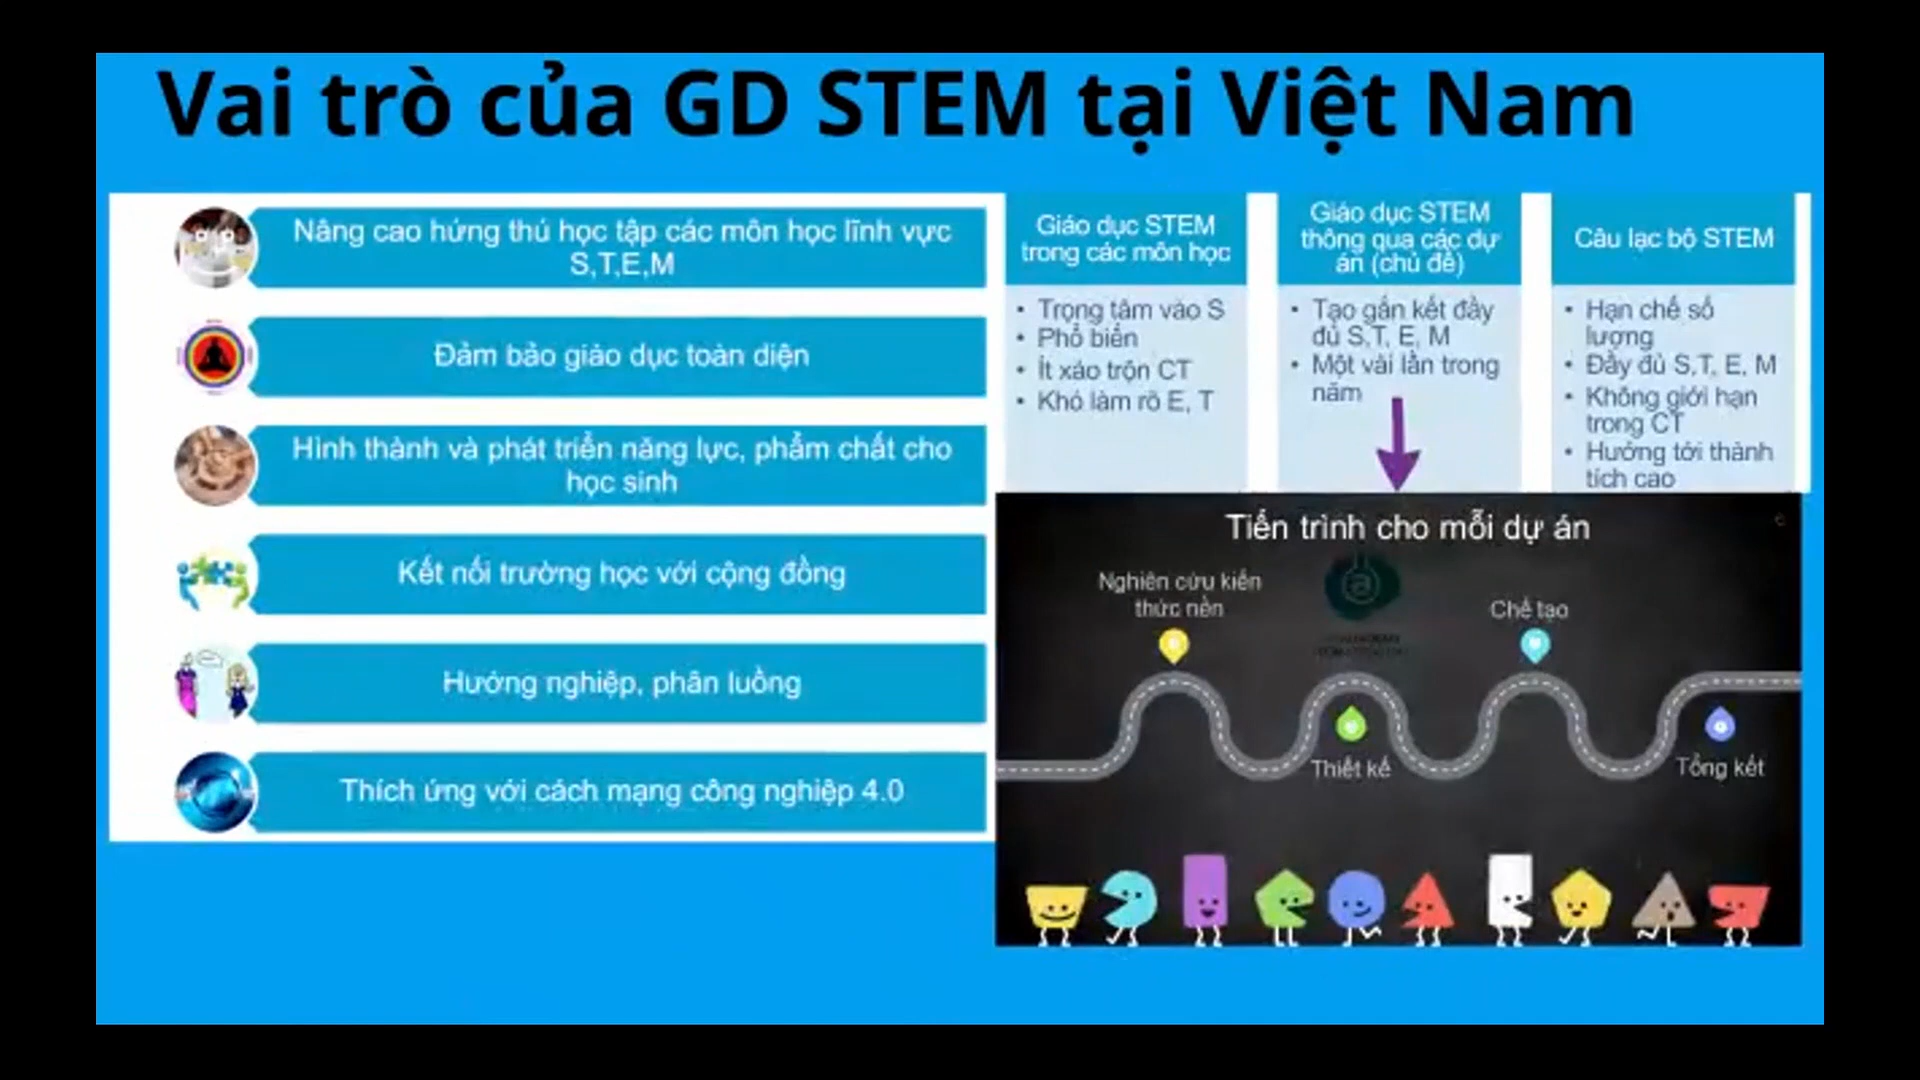 Vai trò của GD STEM tại Việt Nam
Nâng cao hứng thú học tập các môn học lĩnh vực
S,T,E,M
Đảm bảo giáo dục toàn diện
Hình thành và phát triển năng lực, phẩm chất cho
học sinh
Kết nối trường học với cộng đồng
Hướng nghiệp, phân luồng
Thích ứng với cách mạng công nghiệp 4.0
Giáo dục STEM
trong các môn học
• Trọng tâm vào S
• Phổ biến
• Ít xáo trộn CT
• Khó làm rõ E, T
Giáo dục STEM
thông qua các dự
án (chủ đề)
• Tạo gắn kết đầy
đủ S,T, E, M
• Một vài lần trong
năm
Câu lạc bộ STEM
• Hạn chế số
lượng
• Đầy đủ S,T, E, M
• Không giới hạn
trong CT
• Hướng tới thành
tích cao
Tiến trình cho mỗi dự án
Nghiên cứu kiến
thức nền
Chế tạo
Thiết kế
Tổng kết